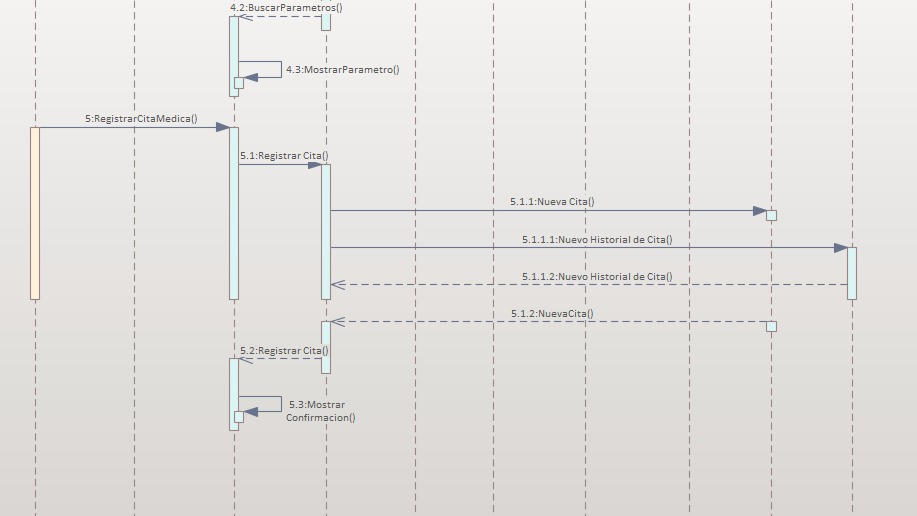 4.2:BuscarParametros()
4.3:MostrarParametro()
5:RegistrarCitaMedica()
5.1:Registrar Cita()
5.1.1:Nueva Cita()
5.1.1.1:Nuevo Historial de Cita()
5.1.1.2:Nuevo Historial de Cita()
5.1.2:NuevaCita()
5.2:Registrar Cita()
5.3:Mostrar
Confirmacion()